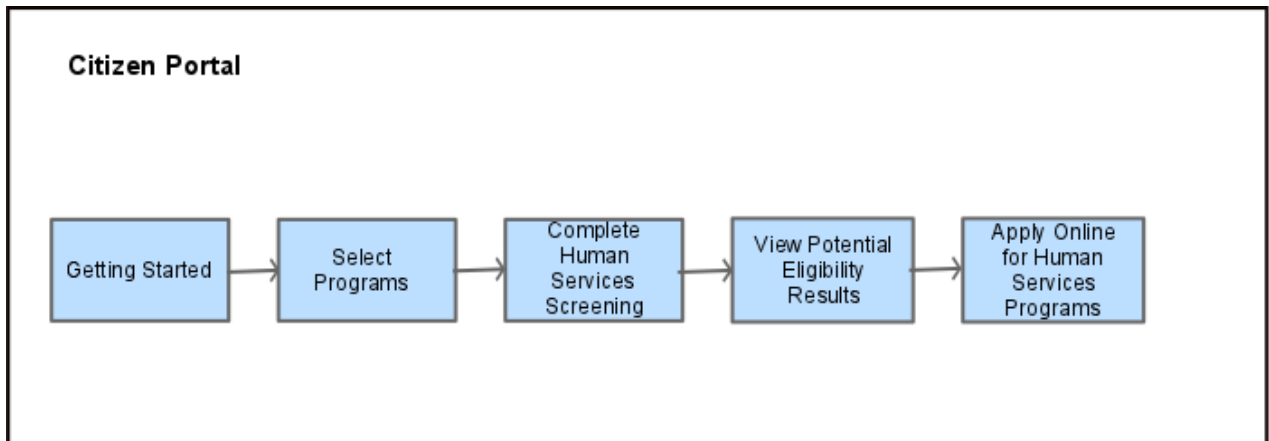 Citizen Portal
Getting Started
Select
Programs
Complete
Human
Services
Screening
View Potential
Eligibility
Results
Apply Online
for Human
Services
Programs